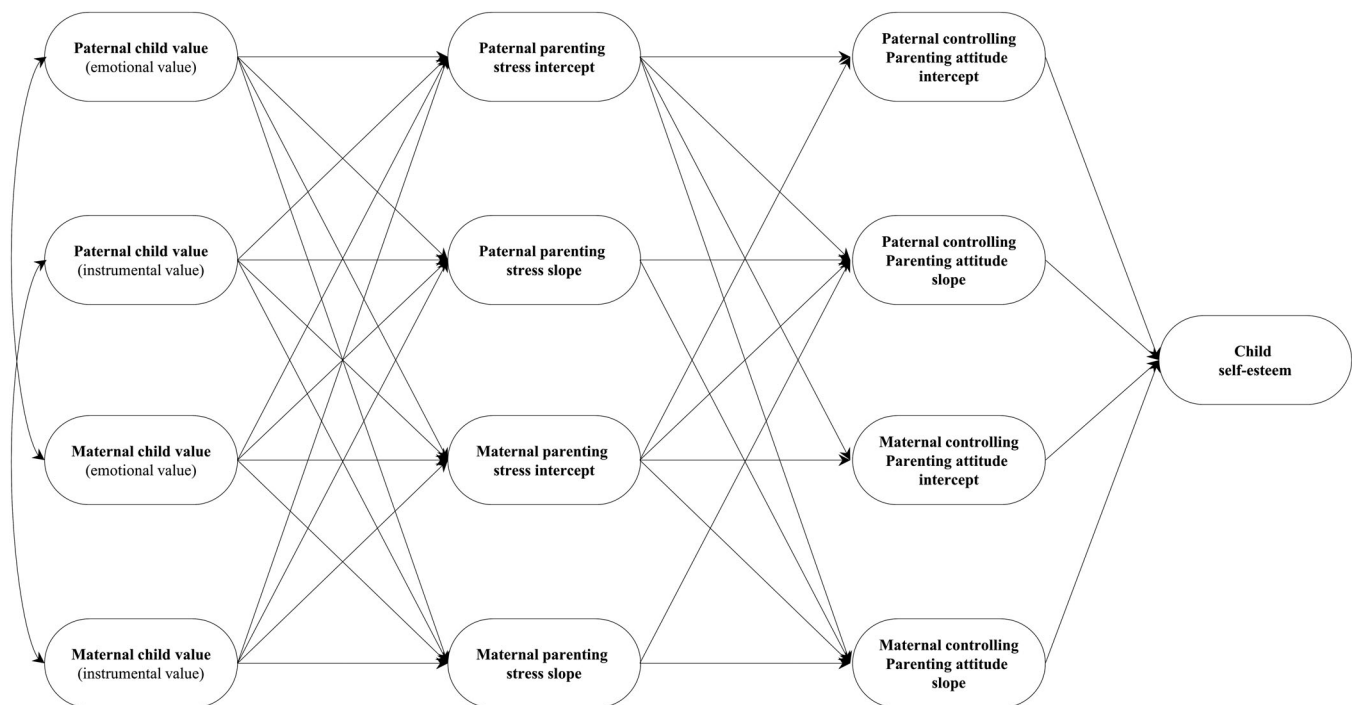 Paternal child value
(emotional value)
Paternal parenting
stress intercept
Paternal controlling
Parenting attitude
intercept
Paternal child value
(instrumental value)
Paternal parenting
stress slope
Paternal controlling
Parenting attitude
slope
Child
self-esteem
Maternal child value
(emotional value)
Maternal parenting
stress intercept
Maternal controlling
Parenting attitude
intercept
Maternal child value
(instrumental value)
Maternal parenting
stress slope
Maternal controlling
Parenting attitude
slope